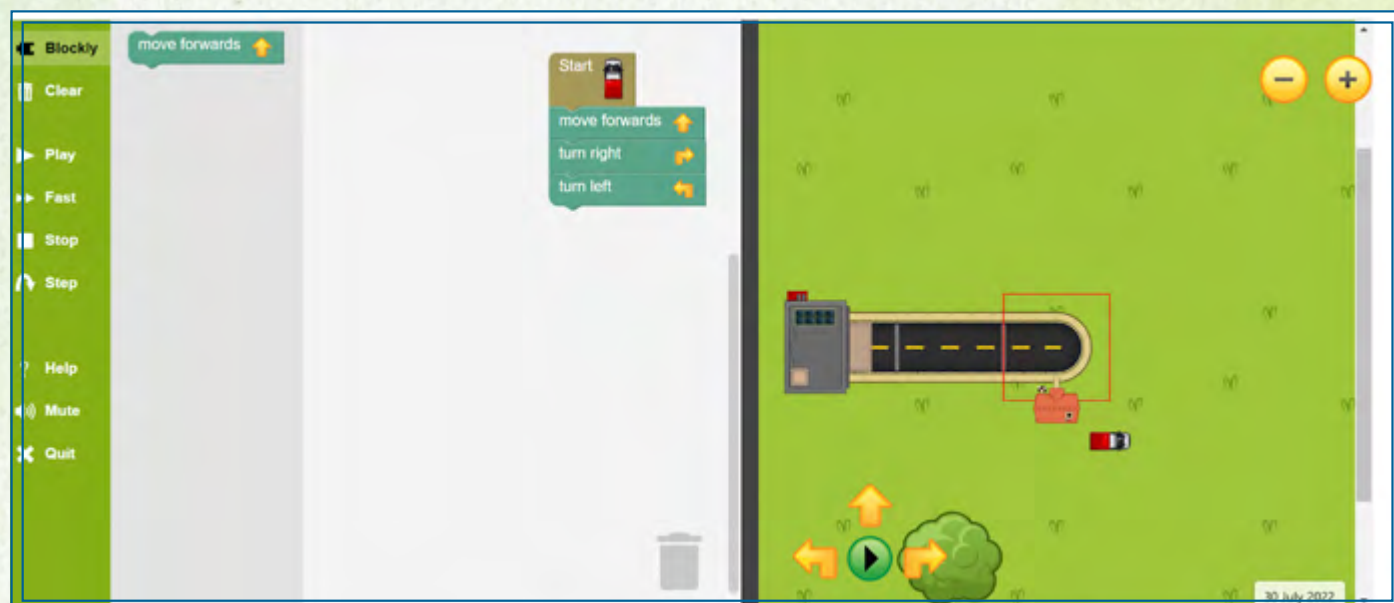 Blockly
Clear
Play
Fast
Stop
Step
? Help
Mute
Quit
move forwards
Start
move forwards
turn right
turn left
30 July 2022